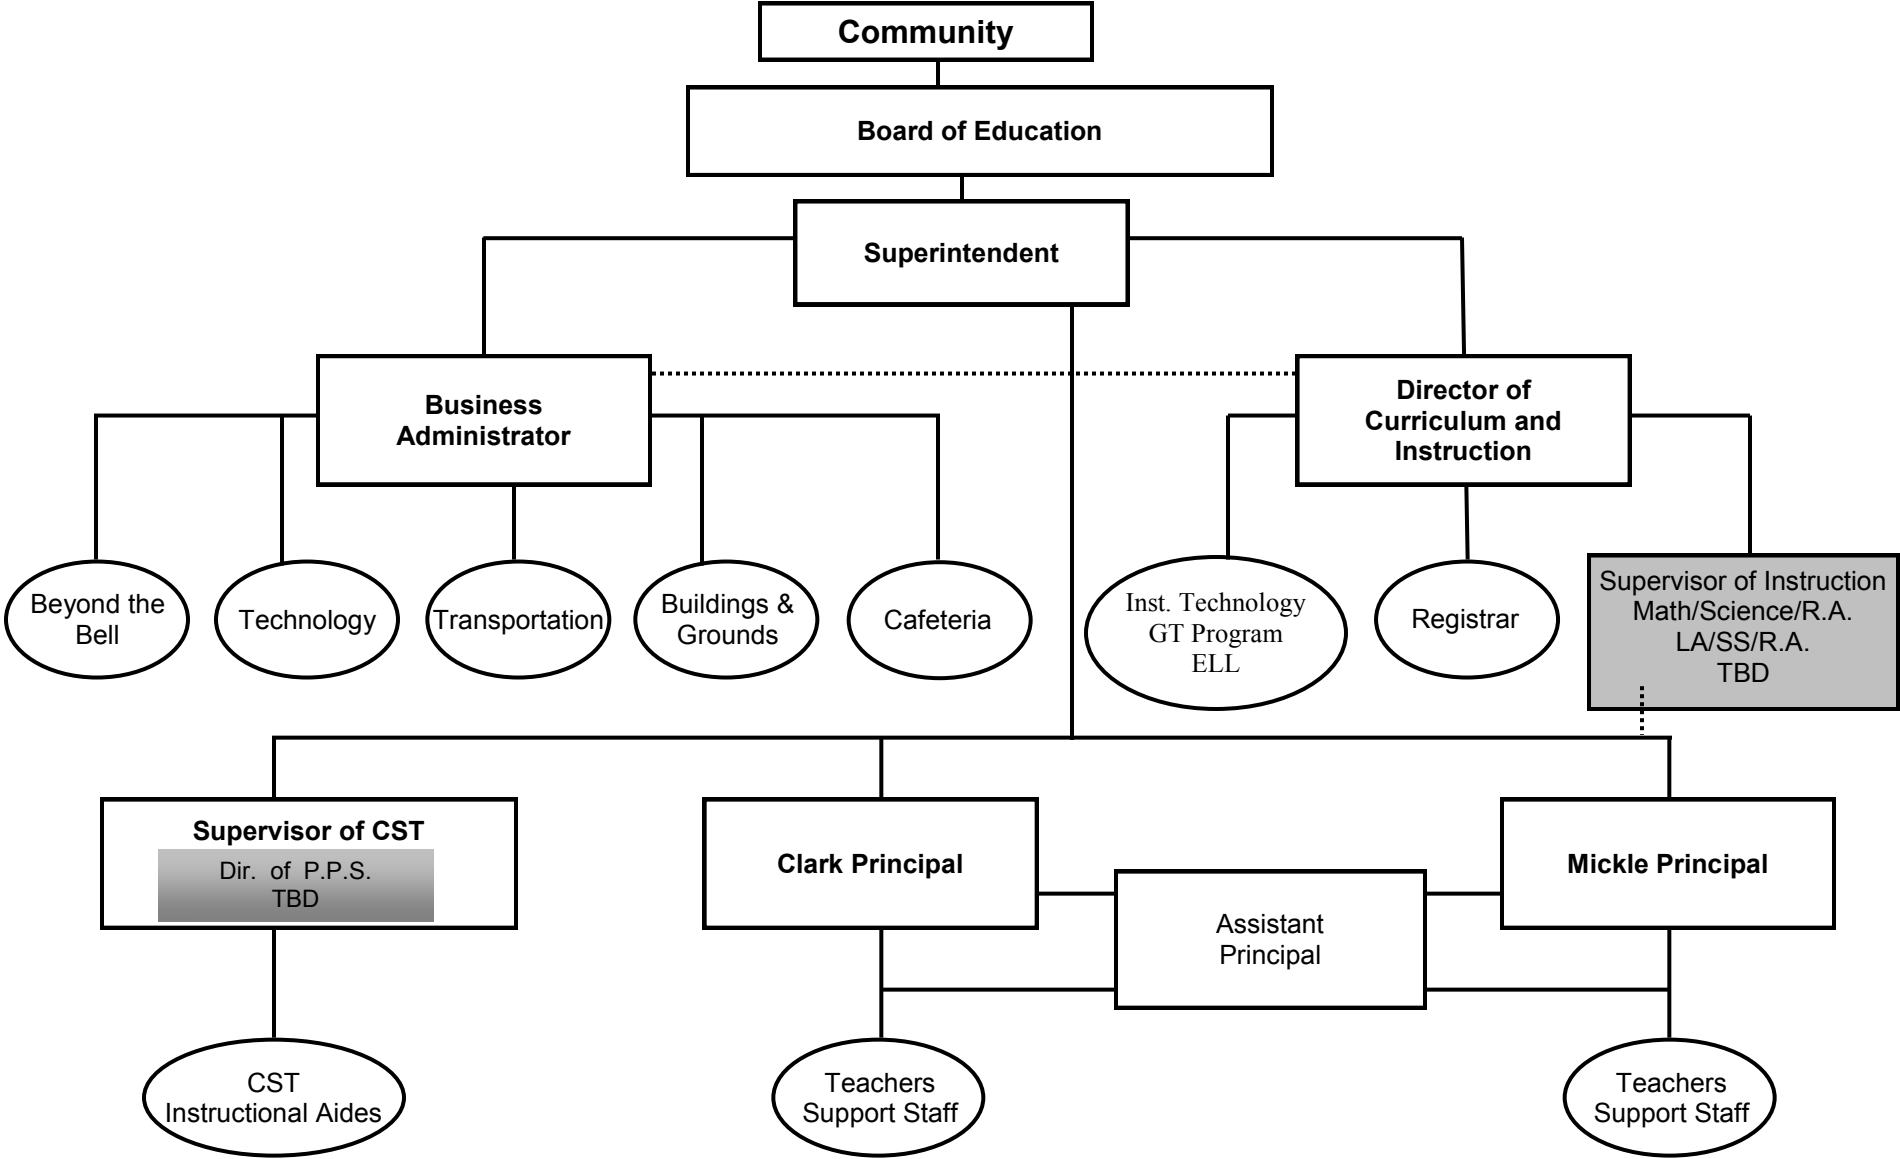 Community
Board of Education
Superintendent
Business
Administrator
Director of
Curriculum and
Instruction
Beyond the
Bell
Technology
Transportation
Buildings &
Grounds
Cafeteria
Inst. Technology
GT Program
ELL
Registrar
Supervisor of Instruction
Math/Science/R.A.
LA/SS/R.A.
TBD
Supervisor of CST
Dir. of P.P.S.
TBD
Clark Principal
Assistant
Principal
Mickle Principal
CST
Instructional Aides
Teachers
Support Staff
Teachers
Support Staff